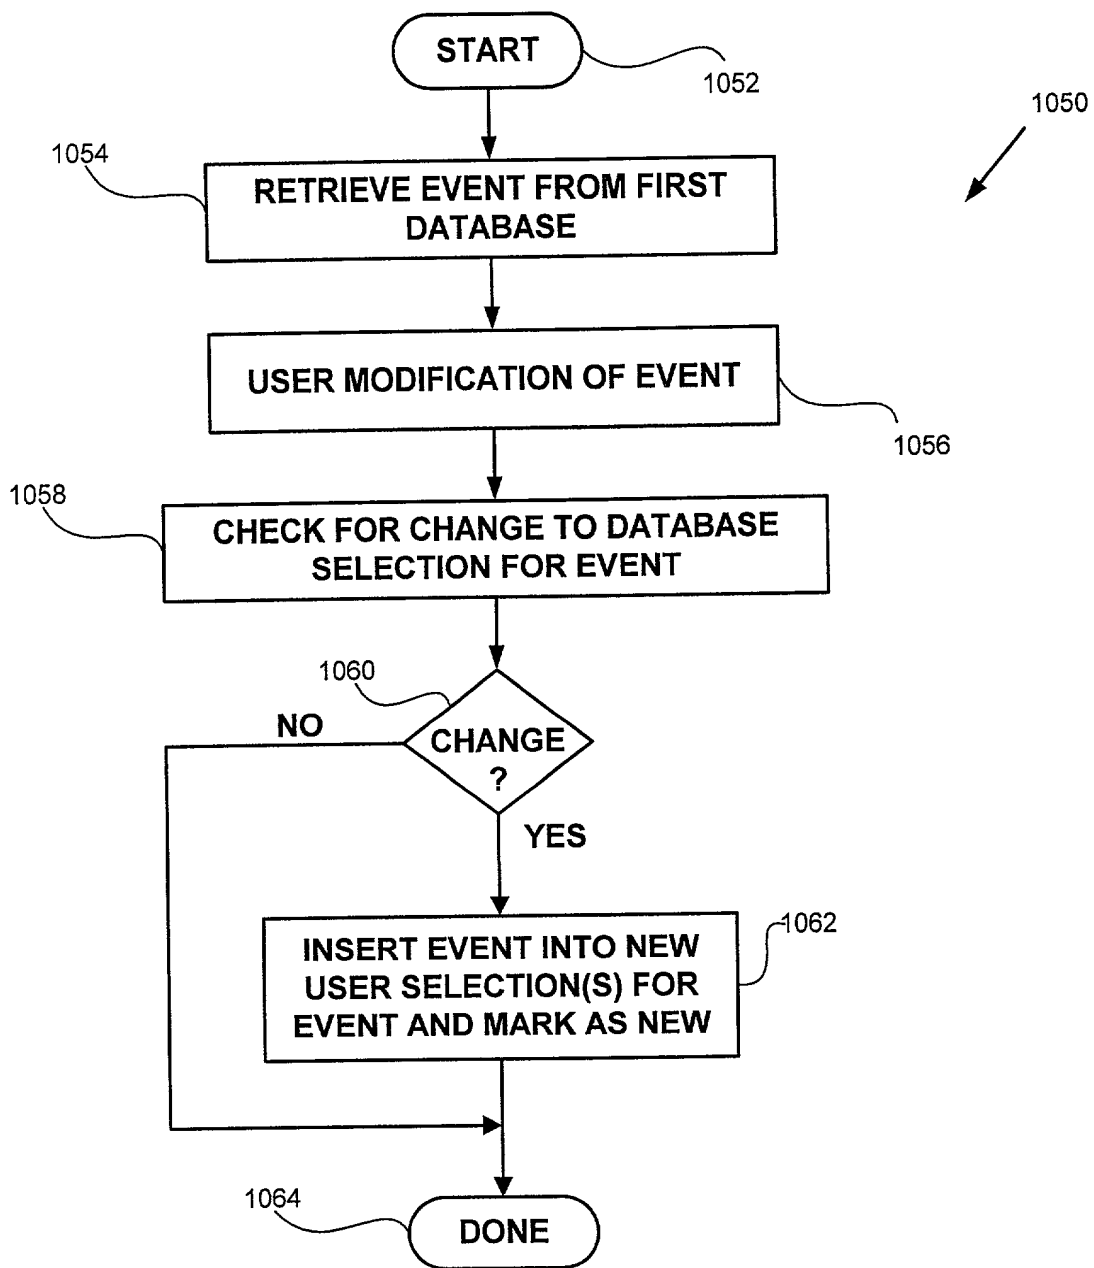 START
1052
1050
1054
RETRIEVE EVENT FROM FIRST
DATABASE
USER MODIFICATION OF EVENT
1056
1058
CHECK FOR CHANGE TO DATABASE
SELECTION FOR EVENT
1060
NO
CHANGE
?
YES
1062
INSERT EVENT INTO NEW
USER SELECTION(S) FOR
EVENT AND MARK AS NEW
1064
DONE